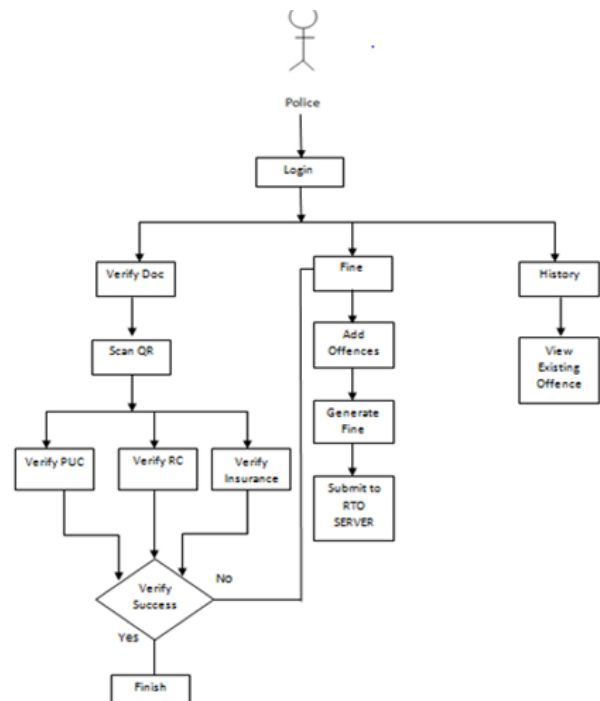 Police
Login
Verify Doc
Fine
History
Scan QR
Add
Offences
View
Existing
Offence
Generate
Fine
Verify PUC
Verify RC
Verify
Insurance
Submit to
RTO
SERVER
No
Verify
Success
Yes
Finish